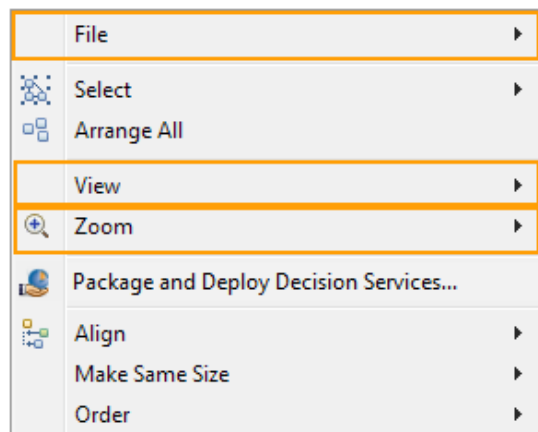 File
Select
Arrange All
View
Zoom
Package and Deploy Decision Services...
Align
Make Same Size
Order